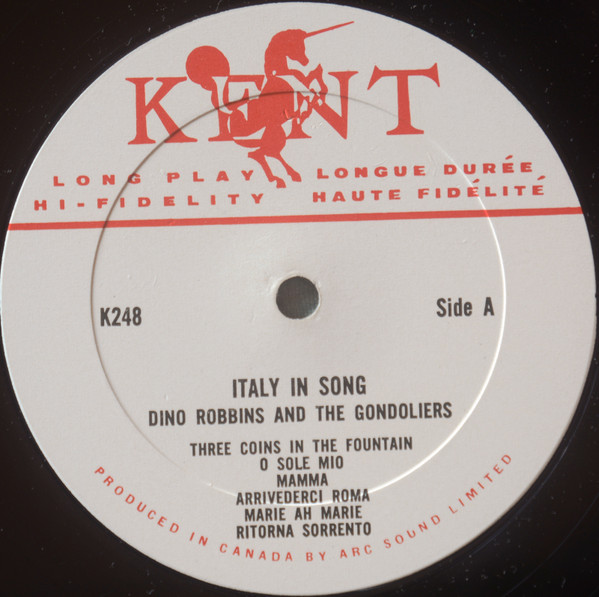 KENT
LONG PLAY LONGUE DURÉE
HI-FIDELITY HAUTE FIDÉLITÉ
K248 Side A
ITALY IN SONG
DINO ROBBINS AND THE GONDOLIERS
THREE COINS IN THE FOUNTAIN
O SOLE MIO
MAMMA
ARRIVEDERCI ROMA
MARIE AH MARIE
RITORNA SORRENTO
PRODUCED IN CANADA BY ARC SOUND LIMITED